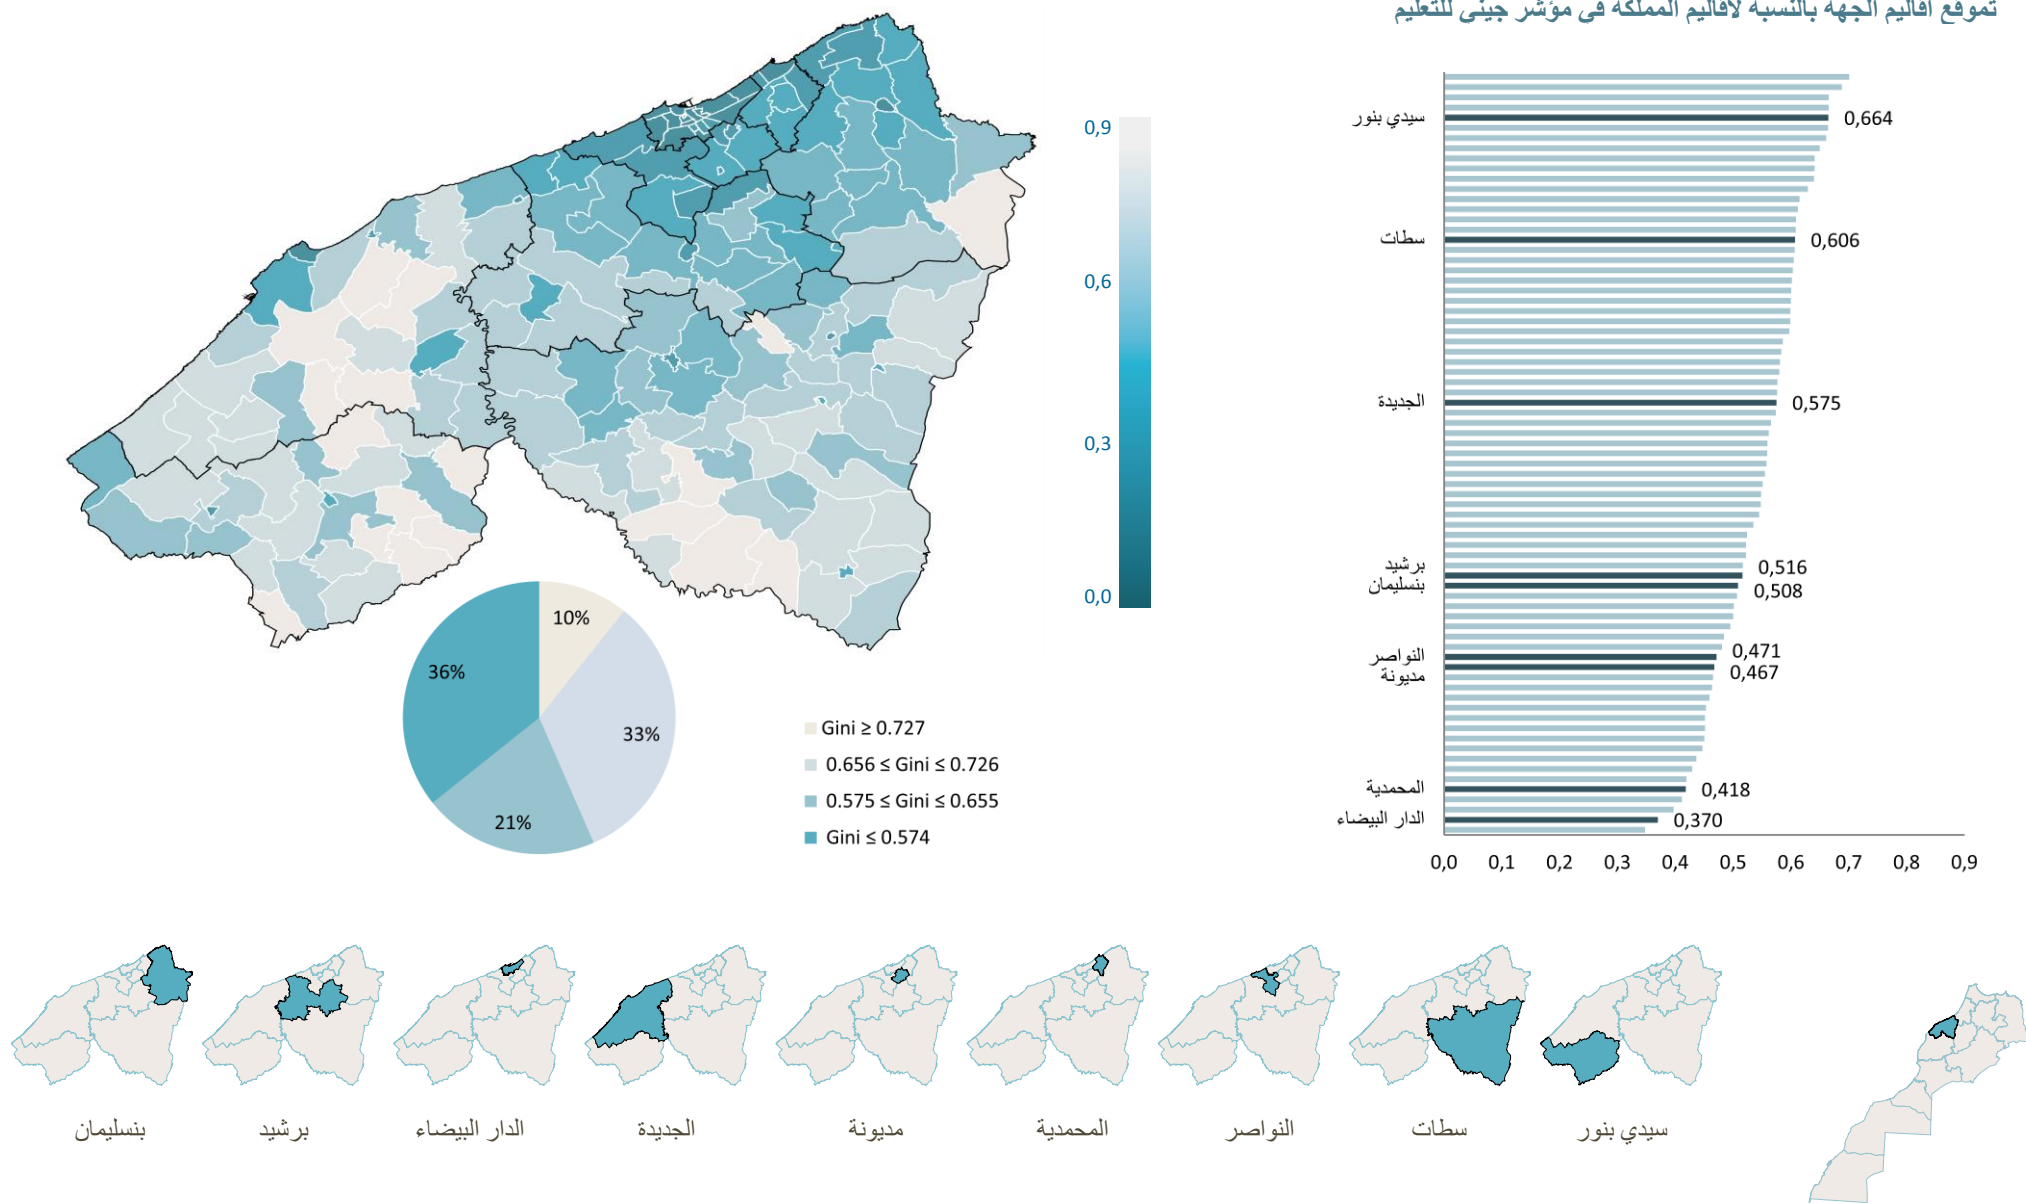 تموقع أقاليم الجهة بالنسبة لأقاليم المملكة في مؤشر جيني للتعليم
0,9
0,6
0,3
0,0
10%
33%
21%
36%
Gini ≥ 0.727
0.656 ≤ Gini ≤ 0.726
0.575 ≤ Gini ≤ 0.655
Gini ≤ 0.574
سيدي بنور 0,664
سطات 0,606
الجديدة 0,575
برشيد 0,516
بنسليمان 0,508
النواصر 0,471
مديونة 0,467
المحمدية 0,418
الدار البيضاء 0,370
0,0 0,1 0,2 0,3 0,4 0,5 0,6 0,7 0,8 0,9
بنسليمان
برشيد
الدار البيضاء
الجديدة
مديونة
المحمدية
النواصر
سطات
سيدي بنور